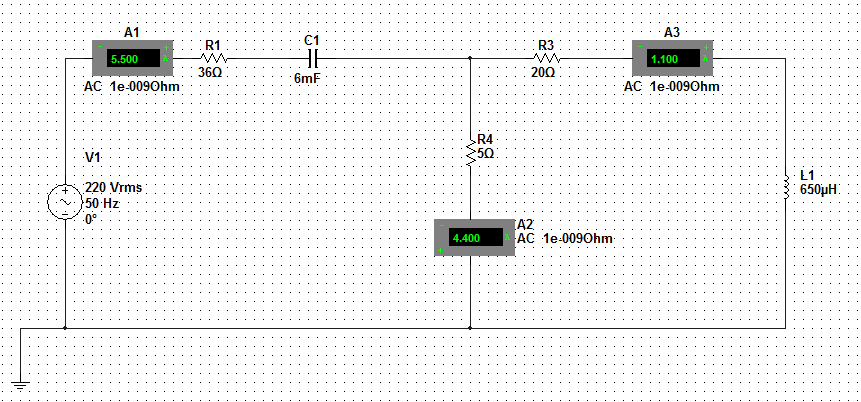 A1
5.500
A
AC 1e-009Ohm
R1
36Ω
C1
6mF
R3
20Ω
A3
1.100
A
AC 1e-009Ohm
R4
5Ω
V1
220 Vrms
50 Hz
0°
L1
650µH
A2
4.400
A
AC 1e-009Ohm